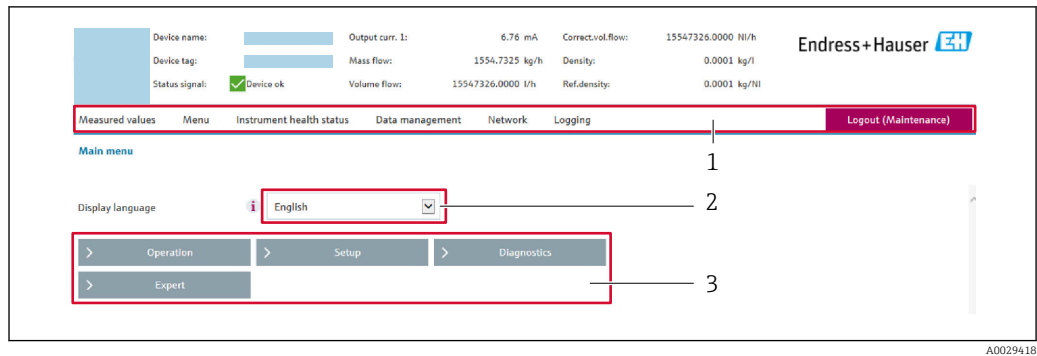 Device name: Output curr. 1: 6.76 mA Correct.vol.flow: 15547326.0000 Nl/h
Endress+Hauser EH
Device tag: Mass flow: 1554.7325 kg/h Density: 0.0001 kg/l
Status signal: Device ok Volume flow: 15547326.0000 l/h Ref.density: 0.0001 kg/Nl
Measured values Menu Instrument health status Data management Network Logging Logout (Maintenance)
1
Main menu
Display language i English 2
> Operation > Setup > Diagnostics
> Expert 3
A0029418